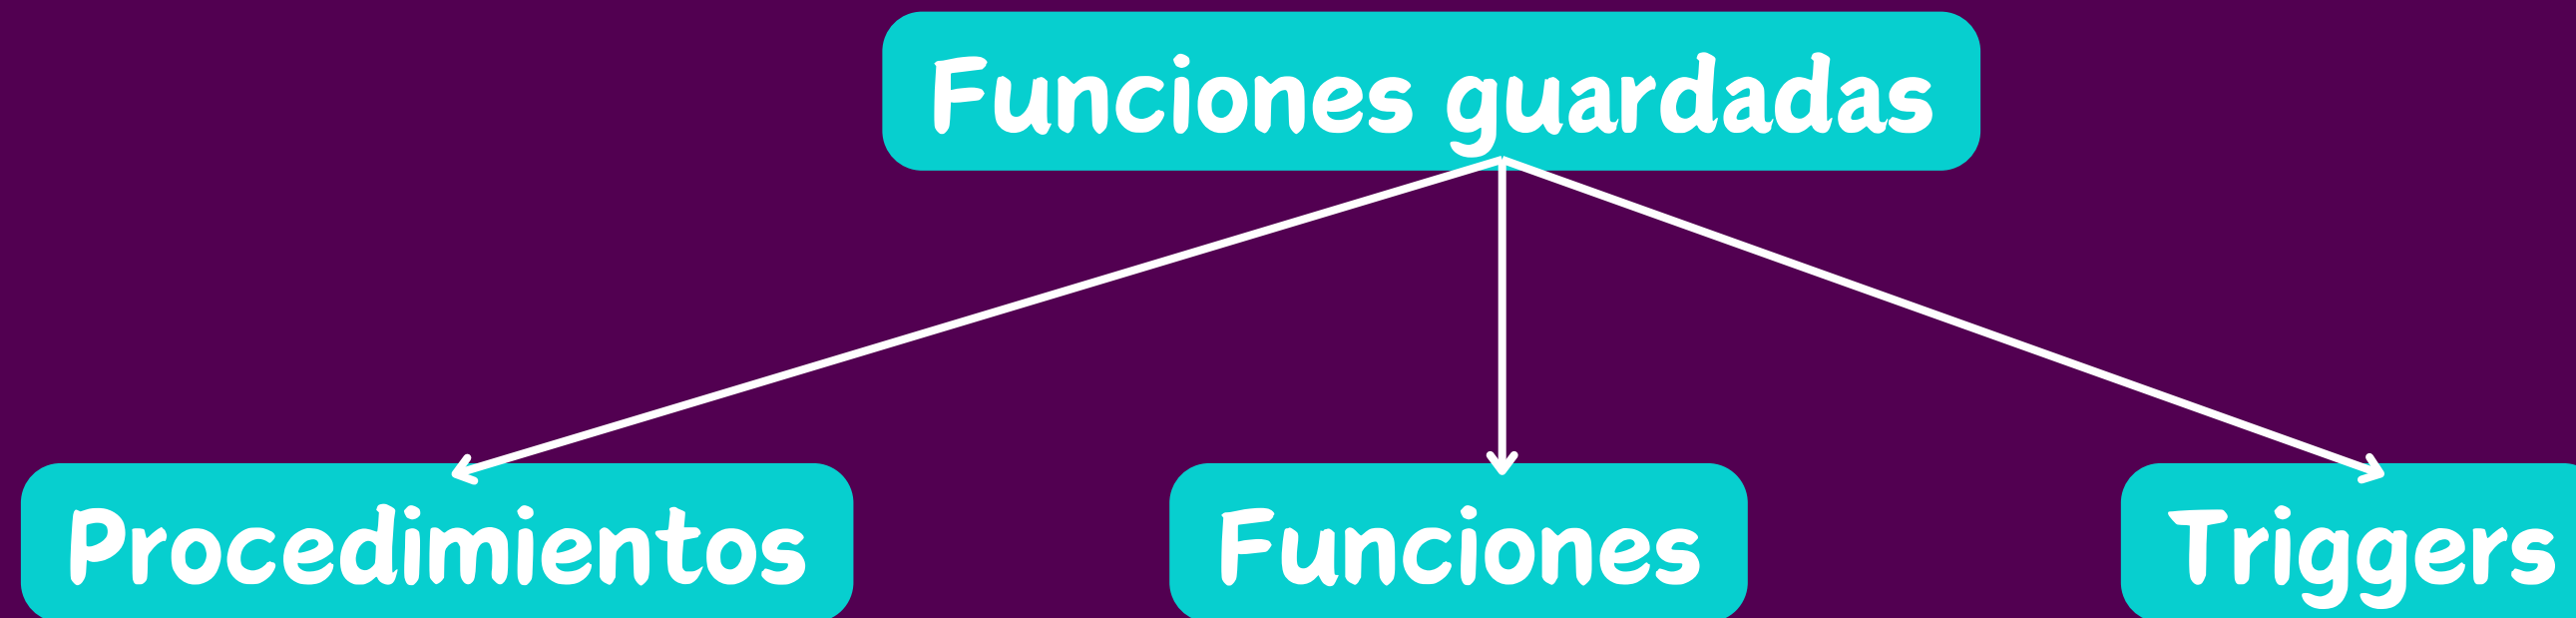 Funciones guardadas
Procedimientos
Funciones
Triggers